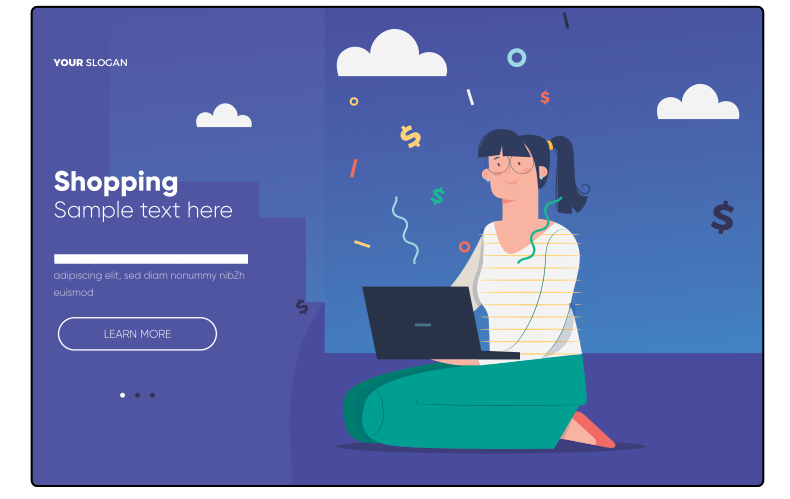 YOUR SLOGAN
Shopping
Sample text here
adipiscing elit, sed diam nonummy nibZh
euismod
LEARN MORE
$
$
$
$
$